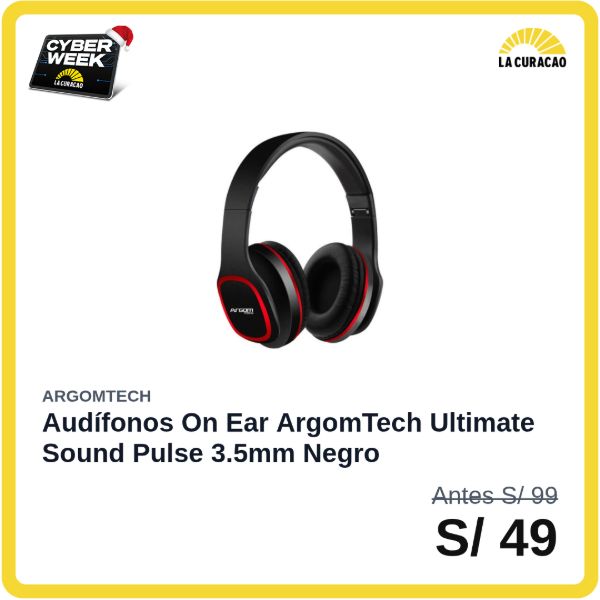 CYBER
WEEK
LA CURACAO
LA CURACAO
ARGOM
ARGOMTECH
Audífonos On Ear ArgomTech Ultimate
Sound Pulse 3.5mm Negro
Antes S/ 99
S/ 49